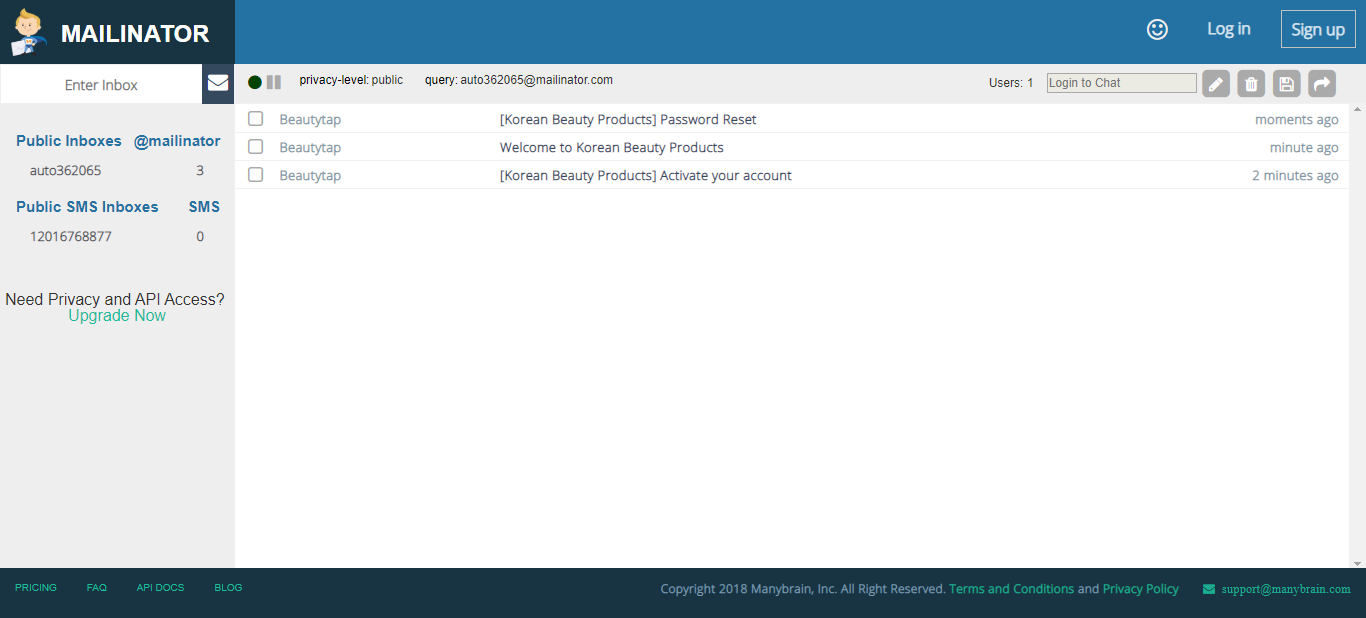 MAILINATOR
Log in
Sign up
Enter Inbox
privacy-level: public query: auto362065@mailinator.com
Users: 1
Login to Chat
Public Inboxes @mailinator
auto362065 3
Public SMS Inboxes SMS
12016768877 0
Need Privacy and API Access?
Upgrade Now
Beautytap [Korean Beauty Products] Password Reset moments ago
Beautytap Welcome to Korean Beauty Products minute ago
Beautytap [Korean Beauty Products] Activate your account 2 minutes ago
PRICING FAQ API DOCS BLOG
Copyright 2018 Manybrain, Inc. All Right Reserved. Terms and Conditions and Privacy Policy
support@manybrain.com